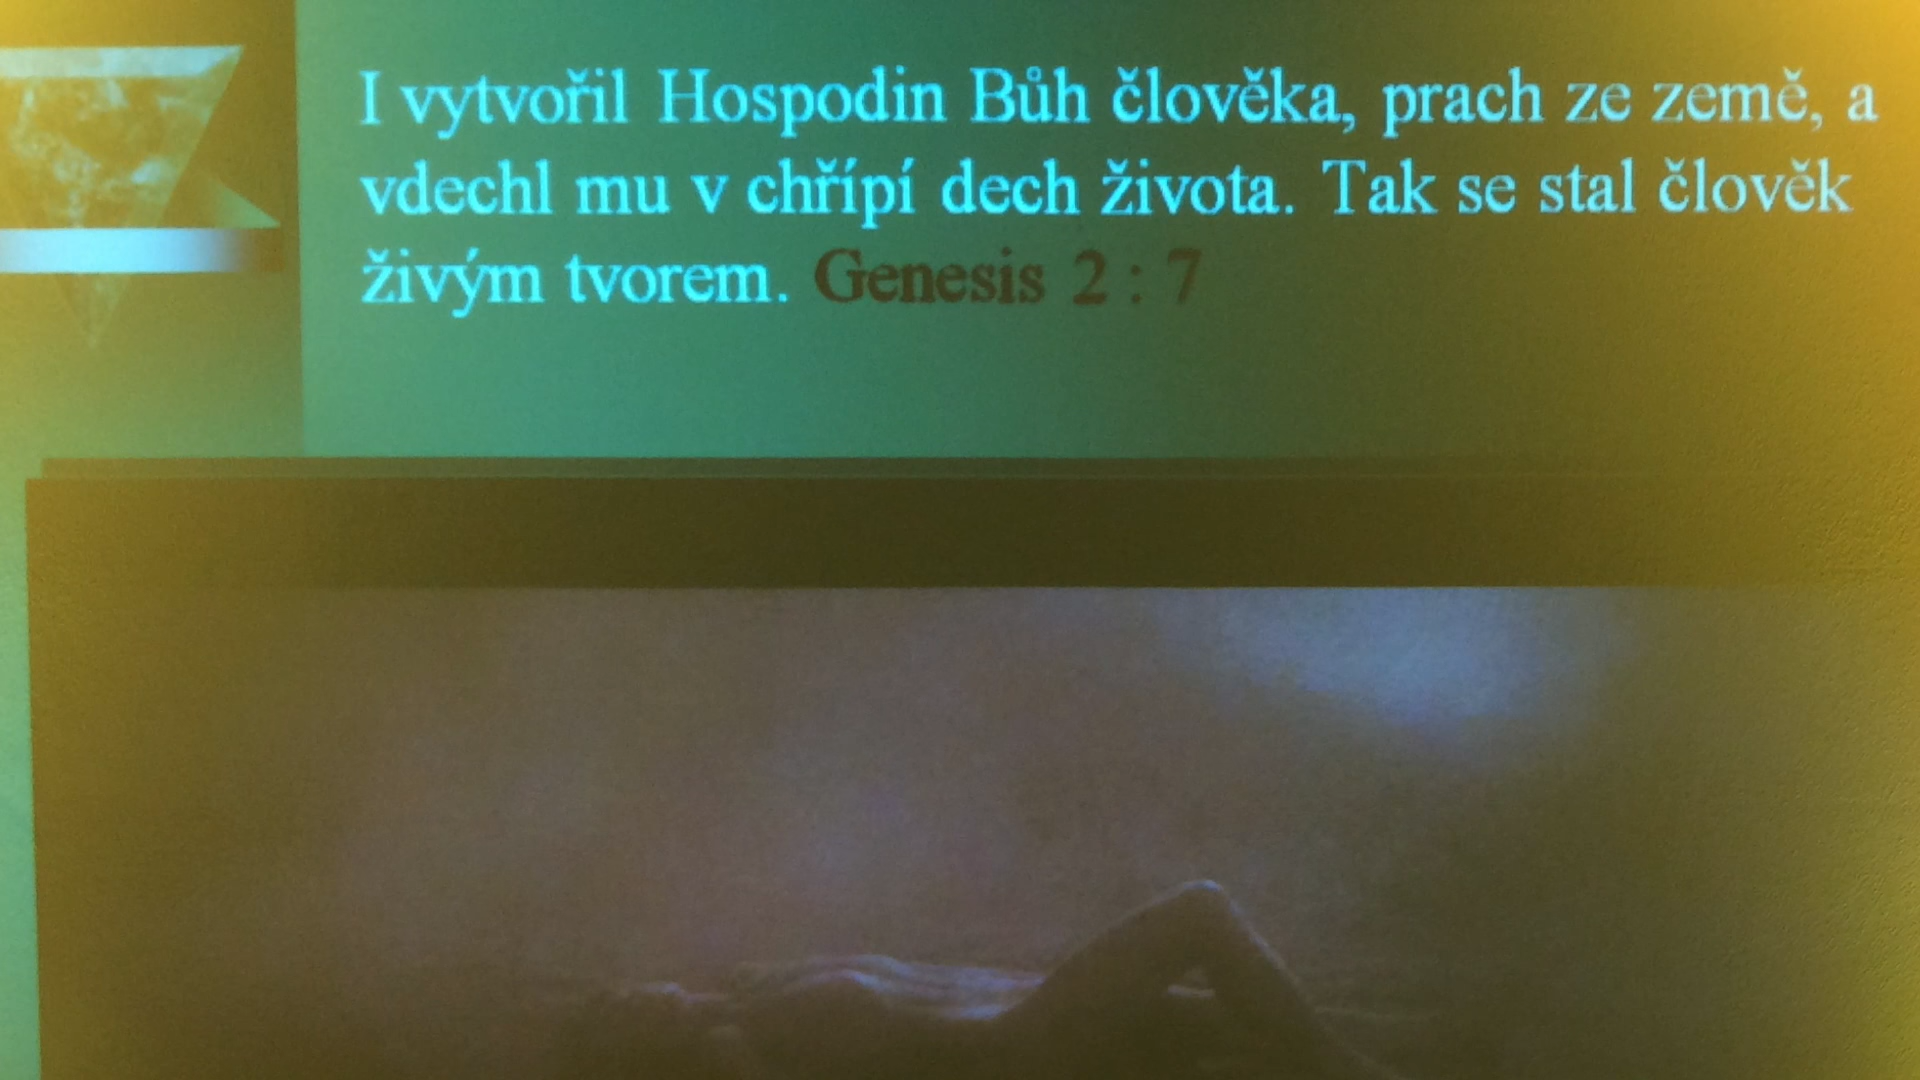 I vytvořil Hospodin Bůh člověka, prach ze země, a
vdechl mu v chřípí dech života. Tak se stal člověk
živým tvorem. Genesis 2 : 7